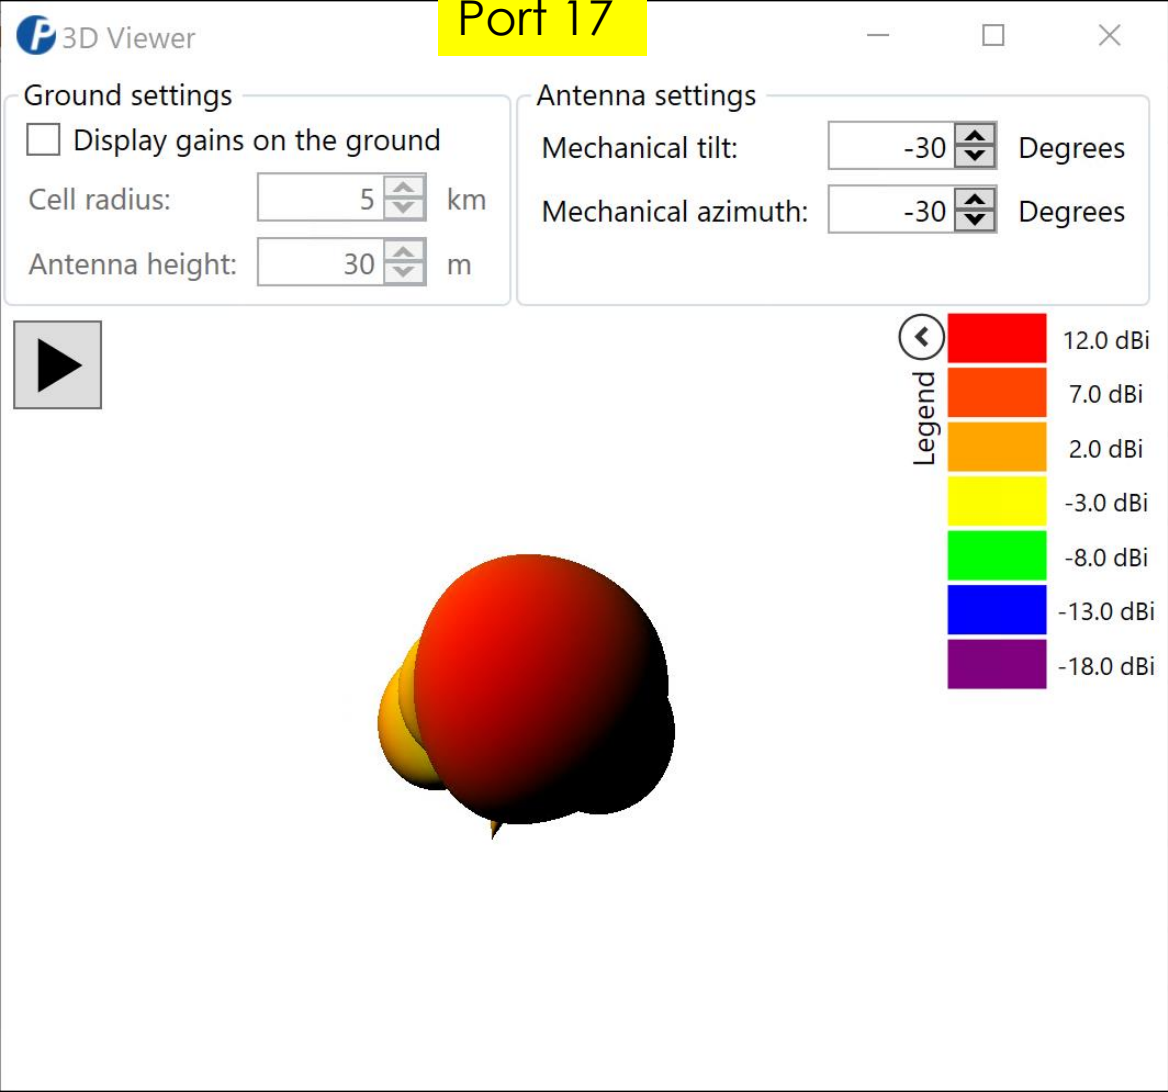 Port 17
3D Viewer
Ground settings
Display gains on the ground
Cell radius: 5 km
Antenna height: 30 m
Antenna settings
Mechanical tilt: -30 Degrees
Mechanical azimuth: -30 Degrees
Legend
12.0 dBi
7.0 dBi
2.0 dBi
-3.0 dBi
-8.0 dBi
-13.0 dBi
-18.0 dBi